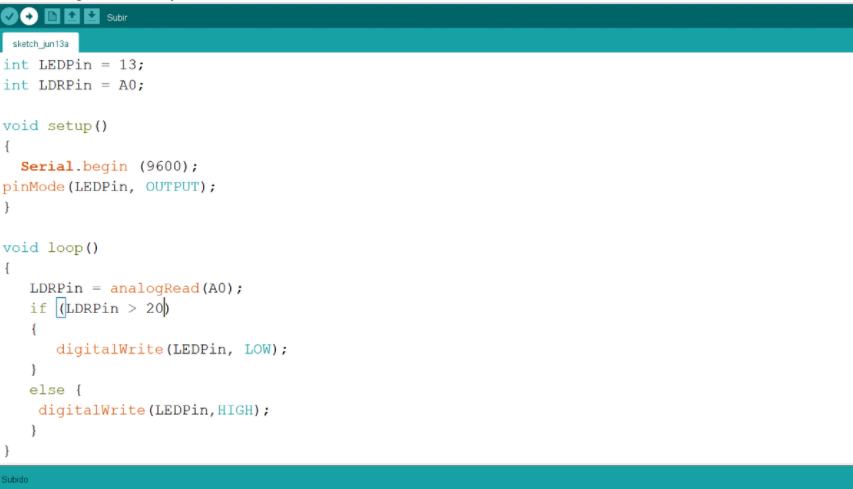 Subir
sketch_jun13a
int LEDPin = 13;
int LDRPin = A0;
void setup()
{
Serial.begin (9600);
pinMode(LEDPin, OUTPUT);
}
void loop()
{
LDRPin = analogRead(A0);
if (LDRPin > 20)
{
digitalWrite(LEDPin, LOW);
}
else {
digitalWrite(LEDPin,HIGH);
}
}
Subido